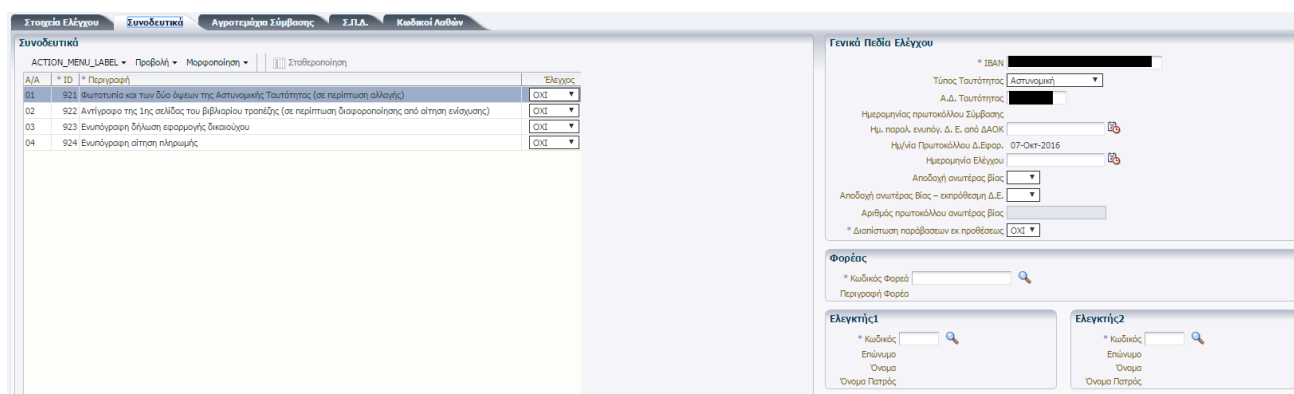 Στοιχεία Ελέγχου Συνοδευτικά Αγροτεμάχια Σύμβασης Σ.Π.Δ. Κωδικοί Λαθών
Συνοδευτικά
ACTION_MENU_LABEL Προβολή Μορφοποίηση Σταθεροποίηση
Α/Α * ID * Περιγραφή Έλεγχος
01 921 Φωτοτυπία και των δύο όψεων της Αστυνομικής Ταυτότητας (σε περίπτωση αλλαγής) ΟΧΙ
02 922 Αντίγραφο της 1ης σελίδας του βιβλιαρίου τραπέζης (σε περίπτωση διαφοροποίησης από αίτηση ενίσχυσης) ΟΧΙ
03 923 Ενυπόγραφη δήλωση εφαρμογής δικαιούχου ΟΧΙ
04 924 Ενυπόγραφη αίτηση πληρωμής ΟΧΙ
Γενικά Πεδία Ελέγχου
* IBAN
Τύπος Ταυτότητας Αστυνομική
Α.Δ. Ταυτότητας
Ημερομηνίας πρωτοκόλλου Σύμβασης
Ημ. παραλ. ενυπόγ. Δ. Ε. από ΔΑΟΚ
Ημ/νία Πρωτοκόλλου Δ.Εφαρ. 07-Οκτ-2016
Ημερομηνία Ελέγχου
Αποδοχή ανωτέρας βίας
Αποδοχή ανωτέρας Βίας – εκπρόθεσμη Δ.Ε.
Αριθμός πρωτοκόλλου ανωτέρας βίας
* Διαπίστωση παράβασεων εκ προθέσεως ΟΧΙ
Φορέας
* Κωδικός Φορεά
Περιγραφή Φορέα
Ελεγκτής1
* Κωδικός
Επώνυμο
Όνομα
Όνομα Πατρός
Ελεγκτής2
* Κωδικός
Επώνυμο
Όνομα
Όνομα Πατρός